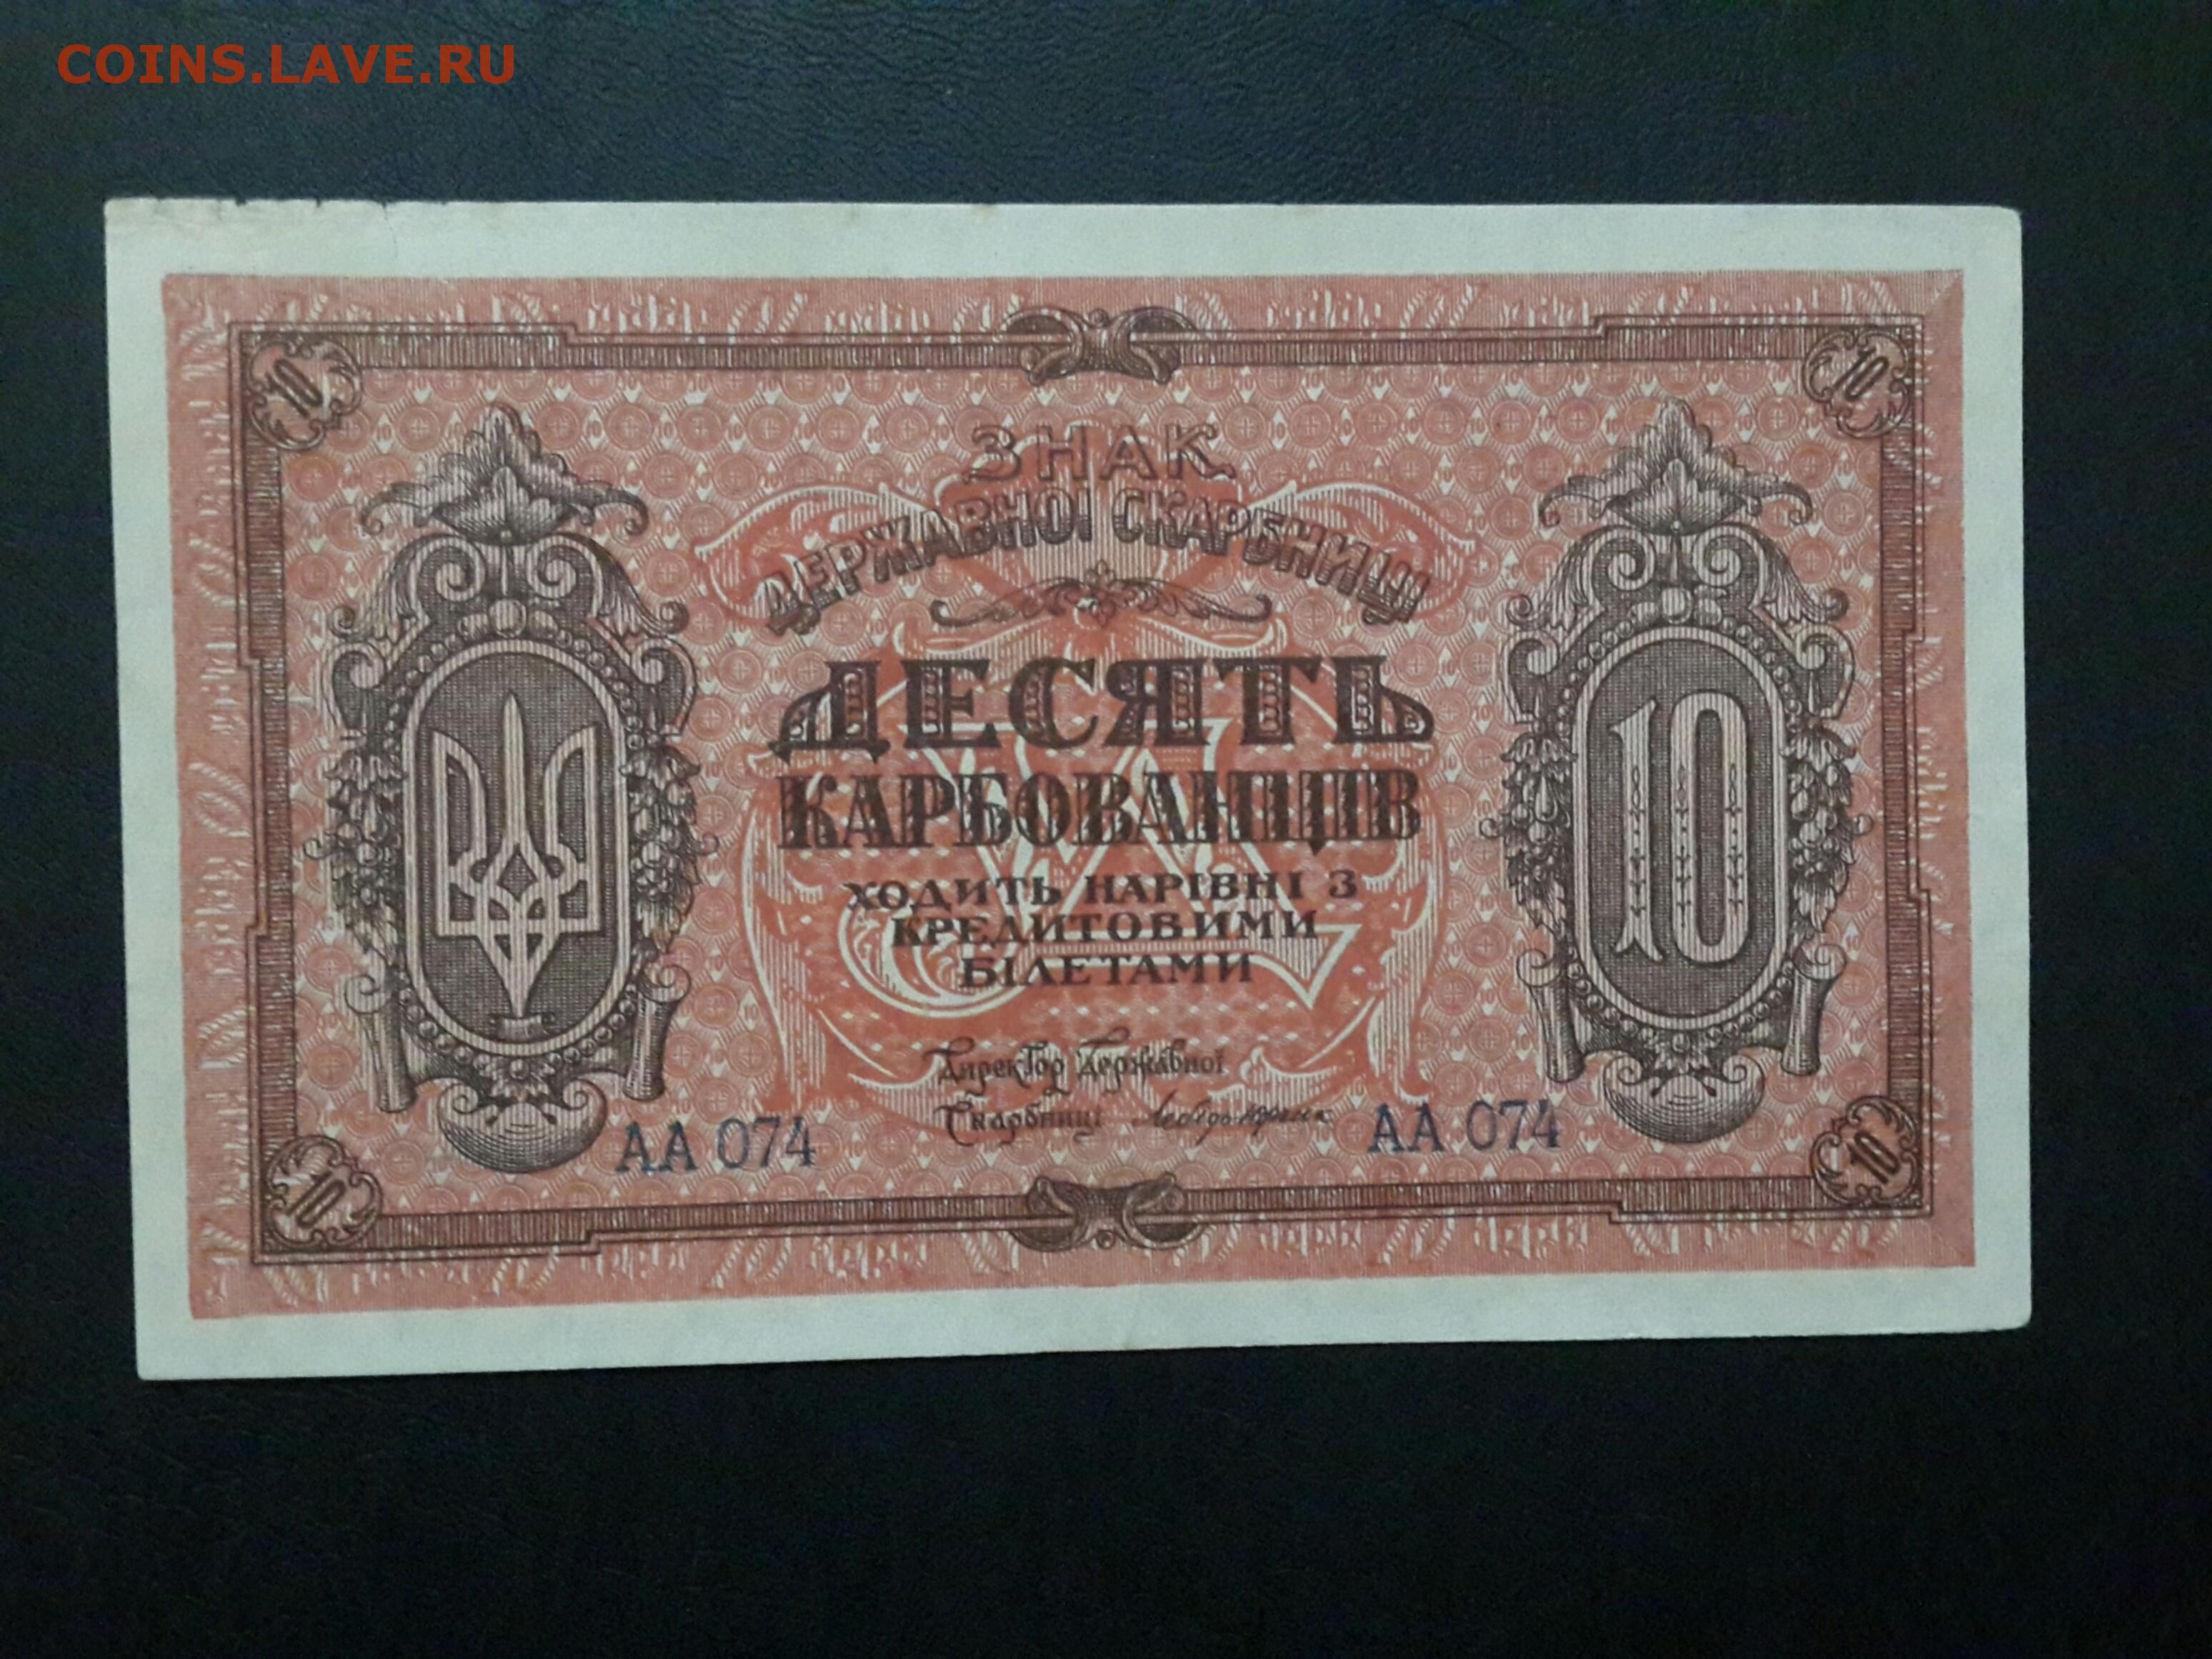 COINS.LAVE.RU
10
10
ЗНАК
ДЕРЖАВНОЇ СКАРБНИЦІ
ДЕСЯТЬ
КАРБОВАНЦІВ
10
ХОДИТЬ НАРІВНІ З
КРЕДИТОВИМИ
БІЛЕТАМИ
Директор Державної
Скарбниці
АА 074
АА 074
10
10